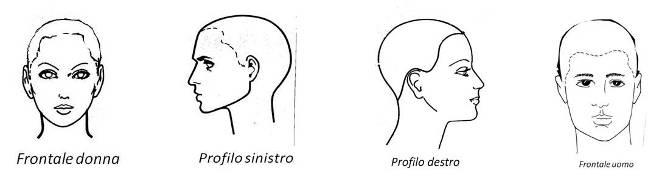 Frontale donna
Profilo sinistro
Profilo destro
Frontale uomo